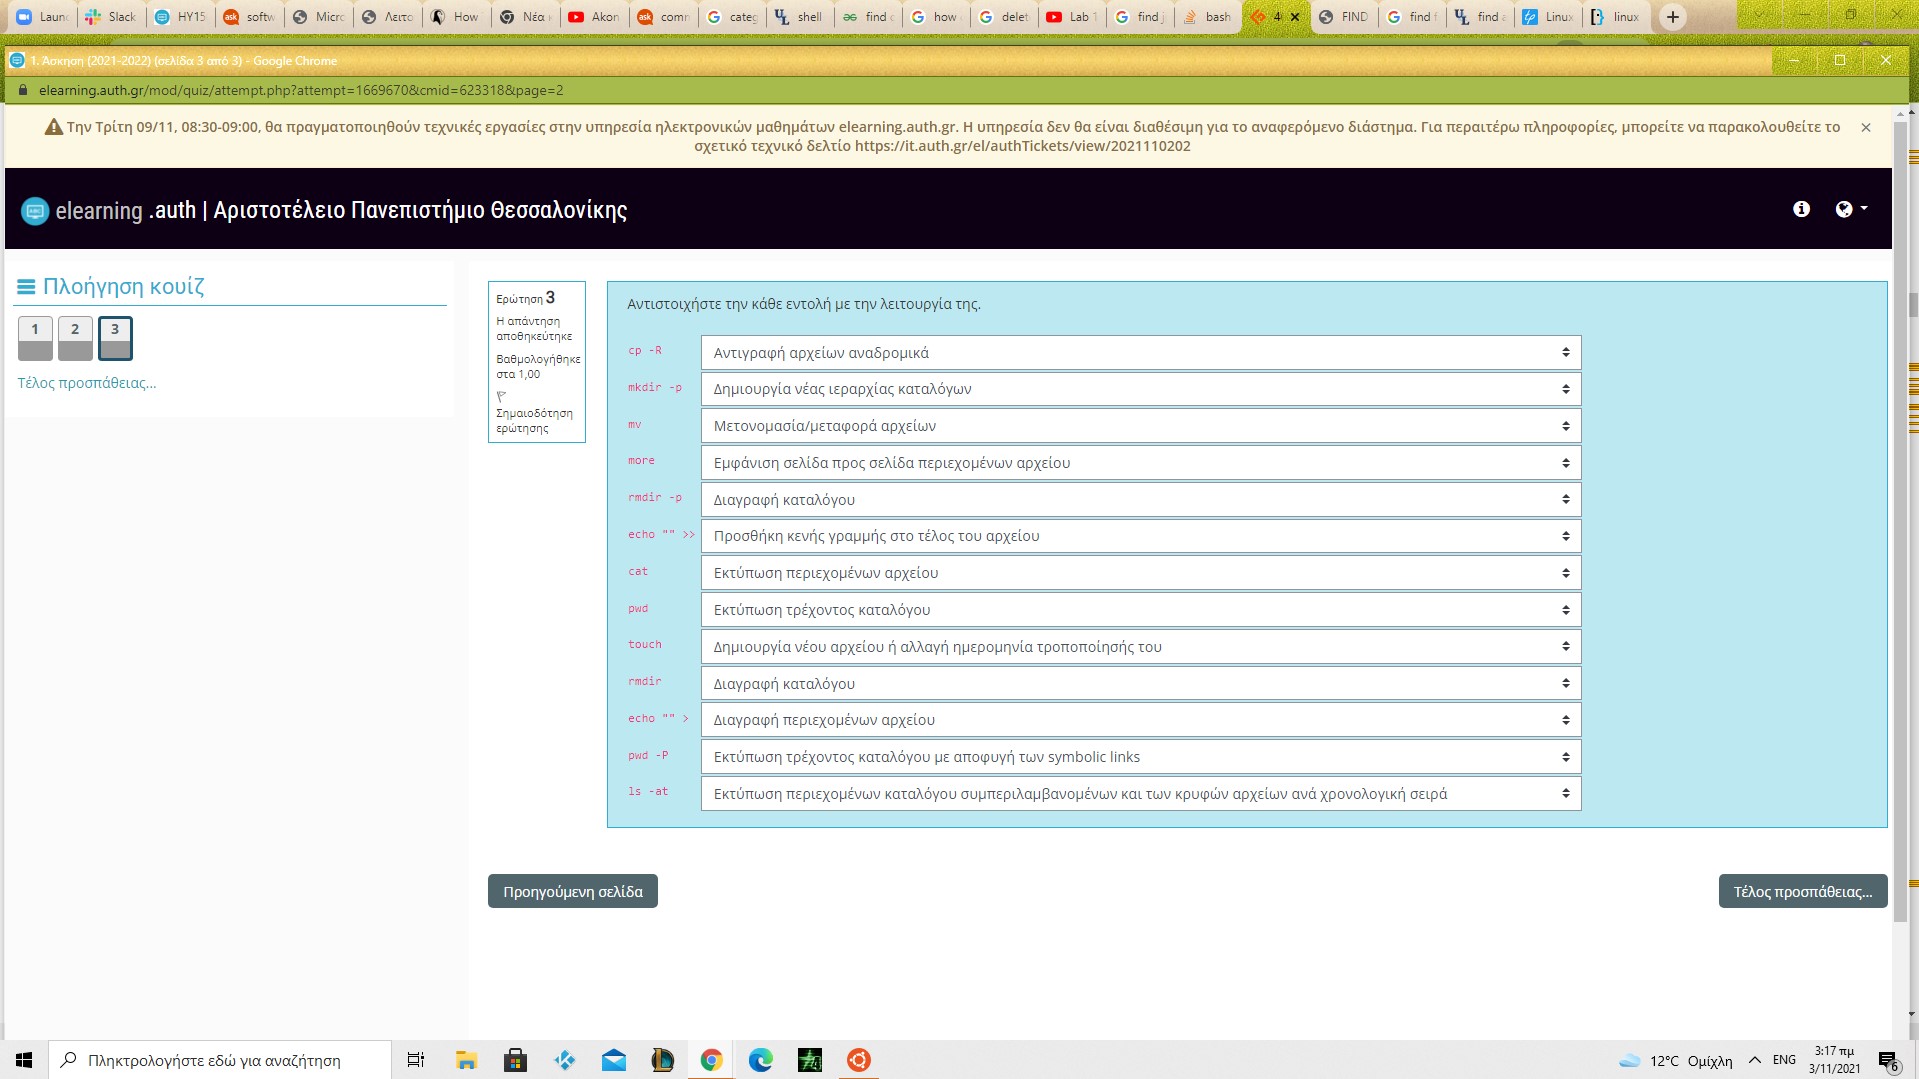 Launc
Slack
HY15
softw
Micro
Λειτο
How
Νέα
Akon
comm
categ
shell
find c
how
delet
Lab 1
find
bash
FIND
find f
find a
Linux
linux
1. Άσκηση (2021-2022) (σελίδα 3 από 3) - Google Chrome
elearning.auth.gr/mod/quiz/attempt.php?attempt=1669670&cmid=623318&page=2
Την Τρίτη 09/11, 08:30-09:00, θα πραγματοποιηθούν τεχνικές εργασίες στην υπηρεσία ηλεκτρονικών μαθημάτων elearning.auth.gr. Η υπηρεσία δεν θα είναι διαθέσιμη για το αναφερόμενο διάστημα. Για περαιτέρω πληροφορίες, μπορείτε να παρακολουθείτε το
σχετικό τεχνικό δελτίο https://it.auth.gr/el/authTickets/view/2021110202
elearning .auth | Αριστοτέλειο Πανεπιστήμιο Θεσσαλονίκης
Πλοήγηση κουίζ
1 2 3
Τέλος προσπάθειας...
Ερώτηση 3
Η απάντηση
αποθηκεύτηκε
Βαθμολογήθηκε
στα 1,00
Σημαιοδότηση
ερώτησης
Αντιστοιχήστε την κάθε εντολή με την λειτουργία της.
cp -R Αντιγραφή αρχείων αναδρομικά
mkdir -p Δημιουργία νέας ιεραρχίας καταλόγων
mv Μετονομασία/μεταφορά αρχείων
more Εμφάνιση σελίδα προς σελίδα περιεχομένων αρχείου
rmdir -p Διαγραφή καταλόγου
echo "" >> Προσθήκη κενής γραμμής στο τέλος του αρχείου
cat Εκτύπωση περιεχομένων αρχείου
pwd Εκτύπωση τρέχοντος καταλόγου
touch Δημιουργία νέου αρχείου ή αλλαγή ημερομηνία τροποποίησής του
rmdir Διαγραφή καταλόγου
echo "" > Διαγραφή περιεχομένων αρχείου
pwd -P Εκτύπωση τρέχοντος καταλόγου με αποφυγή των symbolic links
ls -at Εκτύπωση περιεχομένων καταλόγου συμπεριλαμβανομένων και των κρυφών αρχείων ανά χρονολογική σειρά
Προηγούμενη σελίδα
Τέλος προσπάθειας...
Πληκτρολογήστε εδώ για αναζήτηση
12°C Ομίχλη
ENG
3:17 πμ
3/11/2021
6